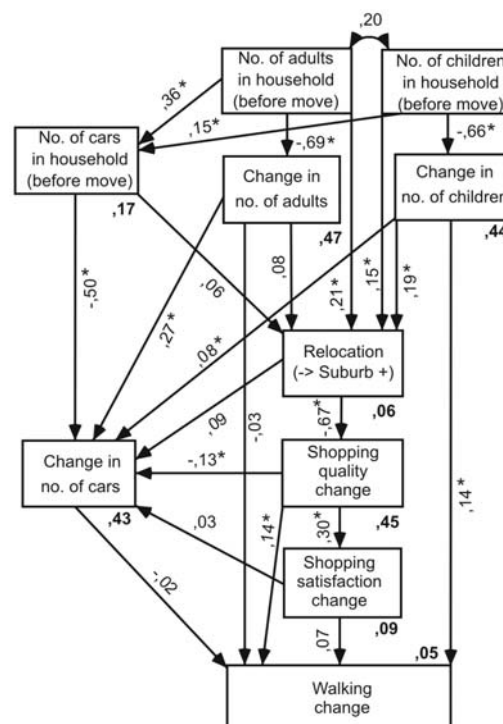 ,20
No. of adults
in household
(before move)
No. of children
in household
(before move)
,36*
,15*
-,69*
-,66*
No. of cars
in household
(before move)
,17
Change in
no. of adults
,47
Change in
no. of children
,44
-,50*
,06
,27*
,08
,21*
,15*
,19*
,08*
Relocation
(-> Suburb +)
,06
,09
-,03
-,67*
Change in
no. of cars
,43
-,13*
Shopping
quality
change
,45
,14*
,03
,14*
,30*
Shopping
satisfaction
change
,09
-,02
,07
,05
Walking
change